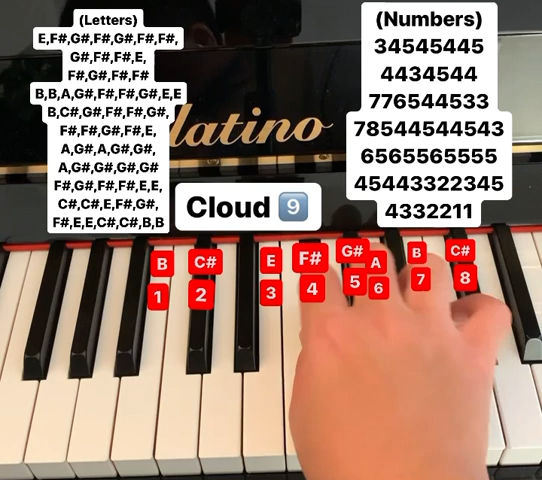 (Letters)
E,F#,G#,F#,G#,F#,F#,
G#,F#,F#,E,
F#,G#,F#,F#
B,B,A,G#,F#,F#,G#,E,E
B,C#,G#,F#,F#,G#,
F#,F#,G#,F#,E,
A,G#,A,G#,G#,
A,G#,G#,G#,G#
F#,G#,F#,F#,E,E,
C#,C#,E,F#,G#,
F#,E,E,C#,C#,B,B
(Numbers)
34545445
4434544
776544533
78544544543
6565565555
45443322345
4332211
latino
Cloud 9
B
C#
E
F#
G#
A
B
C#
1
2
3
4
5
6
7
8